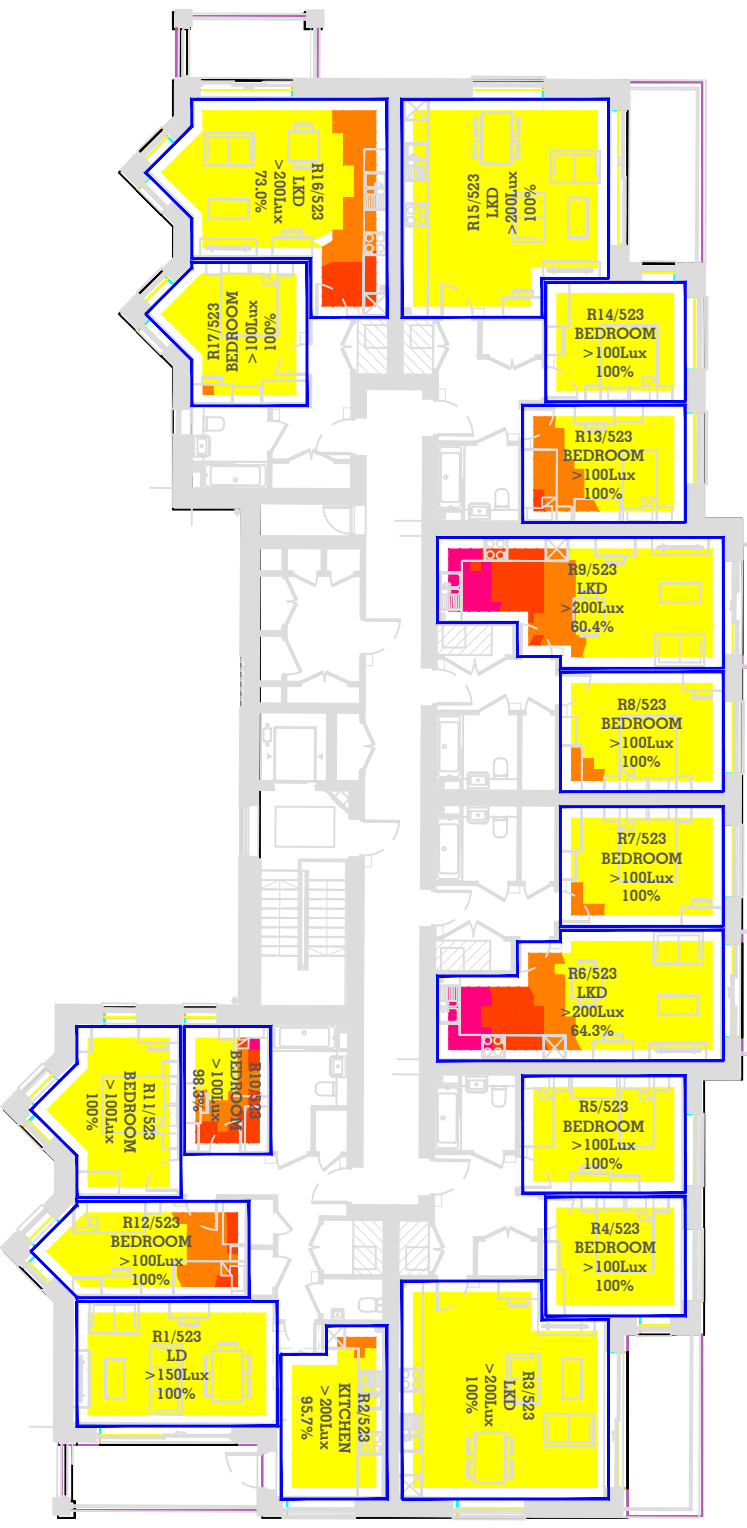 R16/523
LKD
>200Lux
73.0%
R15/523
LKD
>200Lux
100%
R17/523
BEDROOM
>100Lux
100%
R14/523
BEDROOM
>100Lux
100%
R13/523
BEDROOM
>100Lux
100%
R9/523
LKD
>200Lux
60.4%
R8/523
BEDROOM
>100Lux
100%
R7/523
BEDROOM
>100Lux
100%
R6/523
LKD
>200Lux
64.3%
R11/523
BEDROOM
>100Lux
100%
R10/523
BEDROOM
>100Lux
98.3%
R5/523
BEDROOM
>100Lux
100%
R12/523
BEDROOM
>100Lux
100%
R4/523
BEDROOM
>100Lux
100%
R1/523
LD
>150Lux
100%
R2/523
KITCHEN
>200Lux
95.7%
R3/523
LKD
>200Lux
100%